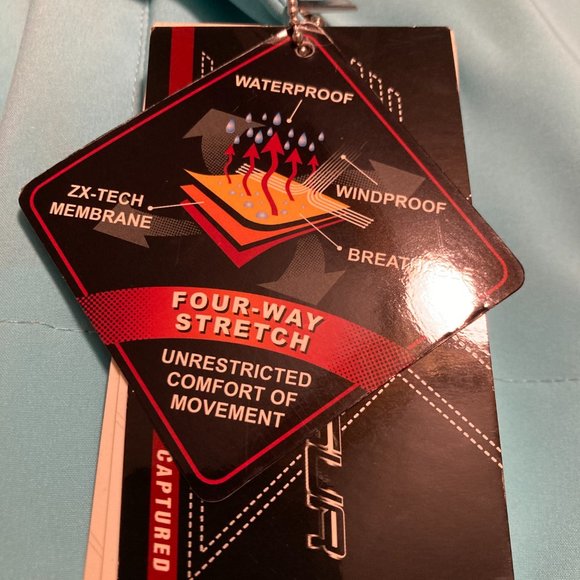 WATERPROOF
ZX-TECH
MEMBRANE
WINDPROOF
FOUR-WAY
STRETCH
UNRESTRICTED
COMFORT OF
MOVEMENT
CAPTURED